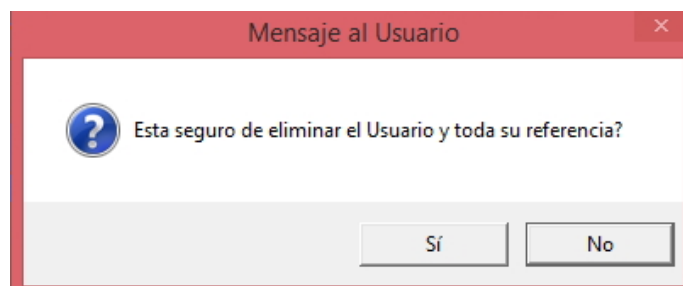 Mensaje al Usuario
Esta seguro de eliminar el Usuario y toda su referencia?
Sí
No